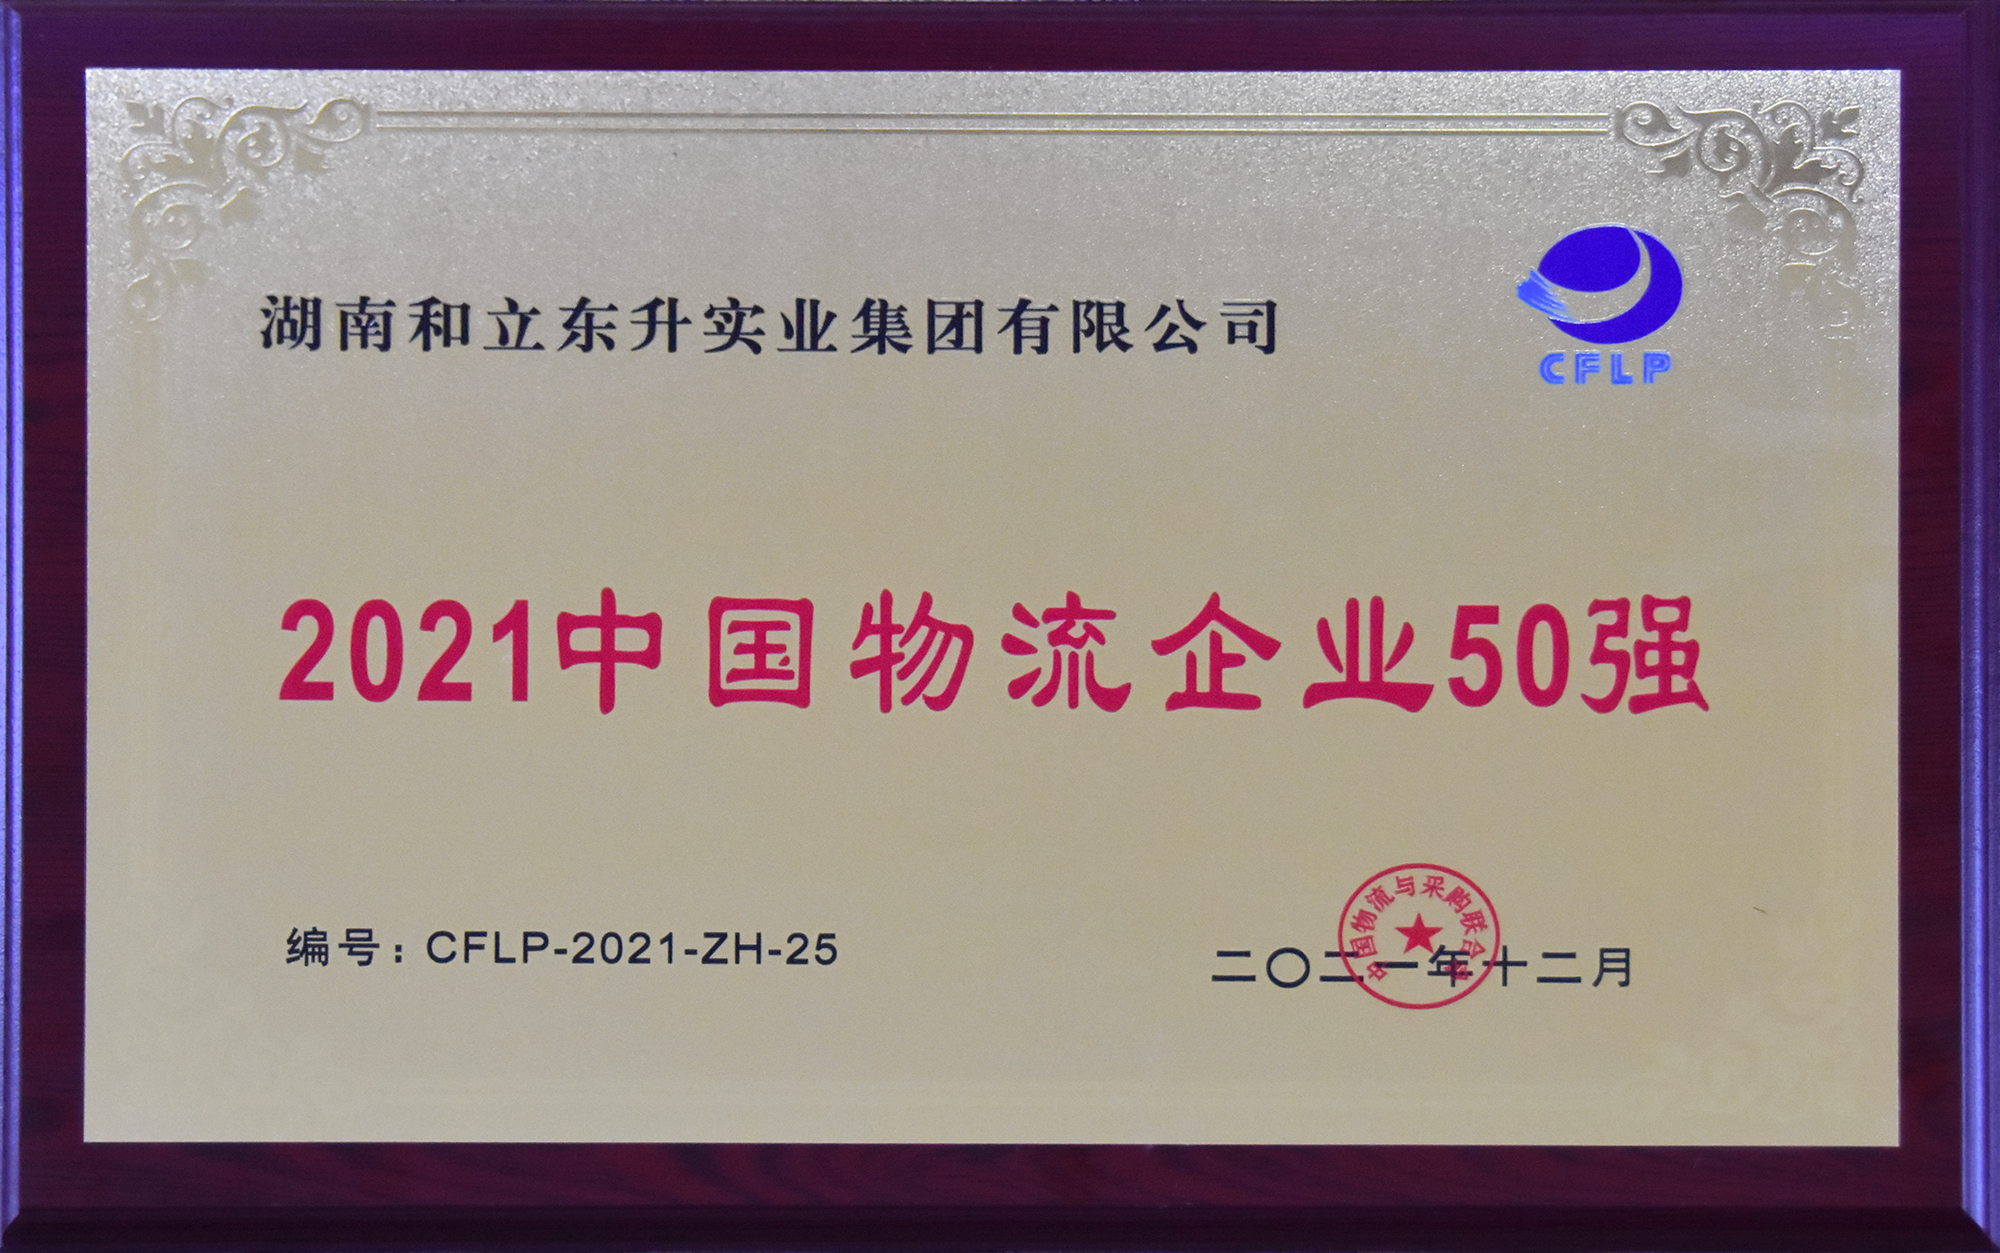 湖南和立东升实业集团有限公司
CFLP
2021中国物流企业50强
编号：CFLP-2021-ZH-25
中国物流与采购联合会
二〇二一年十二月